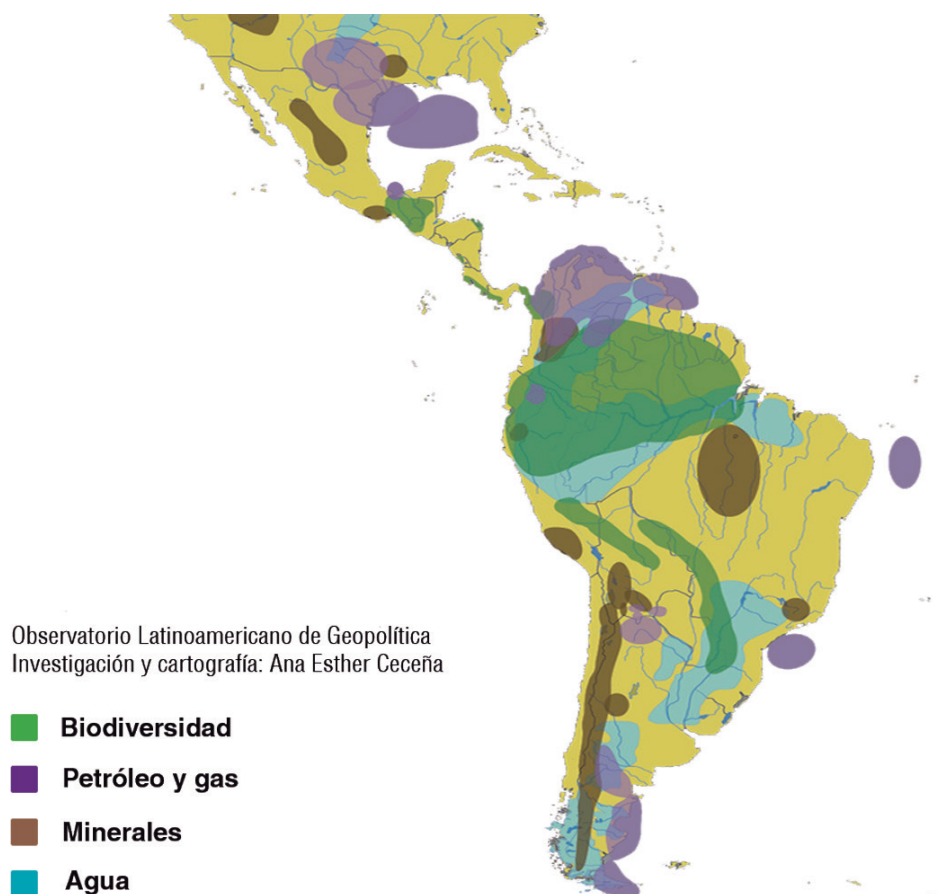 Observatorio Latinoamericano de Geopolítica
Investigación y cartografía: Ana Esther Ceceña
Biodiversidad
Petróleo y gas
Minerales
Agua